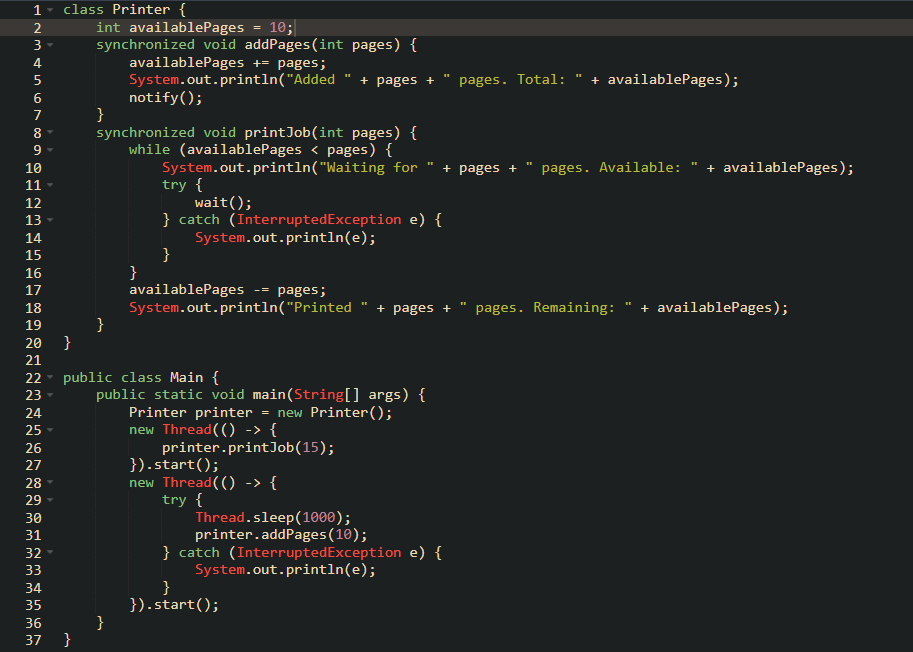 1 class Printer {
2     int availablePages = 10;
3     synchronized void addPages(int pages) {
4         availablePages += pages;
5         System.out.println("Added " + pages + " pages. Total: " + availablePages);
6         notify();
7     }
8     synchronized void printJob(int pages) {
9         while (availablePages < pages) {
10             System.out.println("Waiting for " + pages + " pages. Available: " + availablePages);
11             try {
12                 wait();
13             } catch (InterruptedException e) {
14                 System.out.println(e);
15             }
16         }
17         availablePages -= pages;
18         System.out.println("Printed " + pages + " pages. Remaining: " + availablePages);
19     }
20 }
21
22 public class Main {
23     public static void main(String[] args) {
24         Printer printer = new Printer();
25         new Thread(() -> {
26             printer.printJob(15);
27         }).start();
28         new Thread(() -> {
29             try {
30                 Thread.sleep(1000);
31                 printer.addPages(10);
32             } catch (InterruptedException e) {
33                 System.out.println(e);
34             }
35         }).start();
36     }
37 }